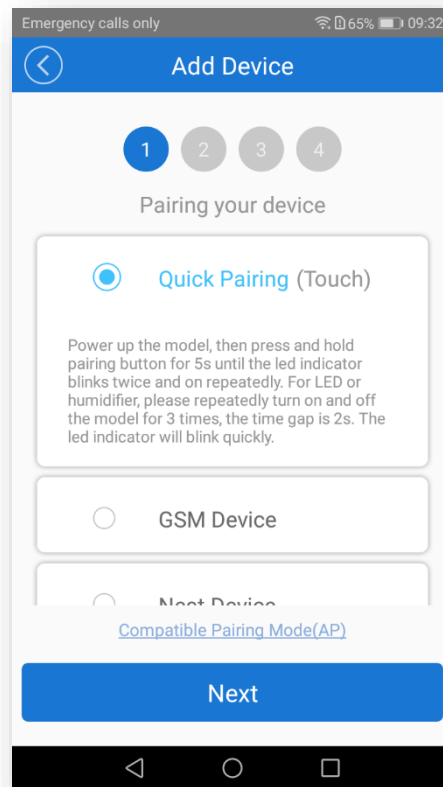 Emergency calls only 65% 09:32
Add Device
1 2 3 4
Pairing your device
Quick Pairing (Touch)
Power up the model, then press and hold
pairing button for 5s until the led indicator
blinks twice and on repeatedly. For LED or
humidifier, please repeatedly turn on and off
the model for 3 times, the time gap is 2s. The
led indicator will blink quickly.
GSM Device
Nest Device
Compatible Pairing Mode(AP)
Next